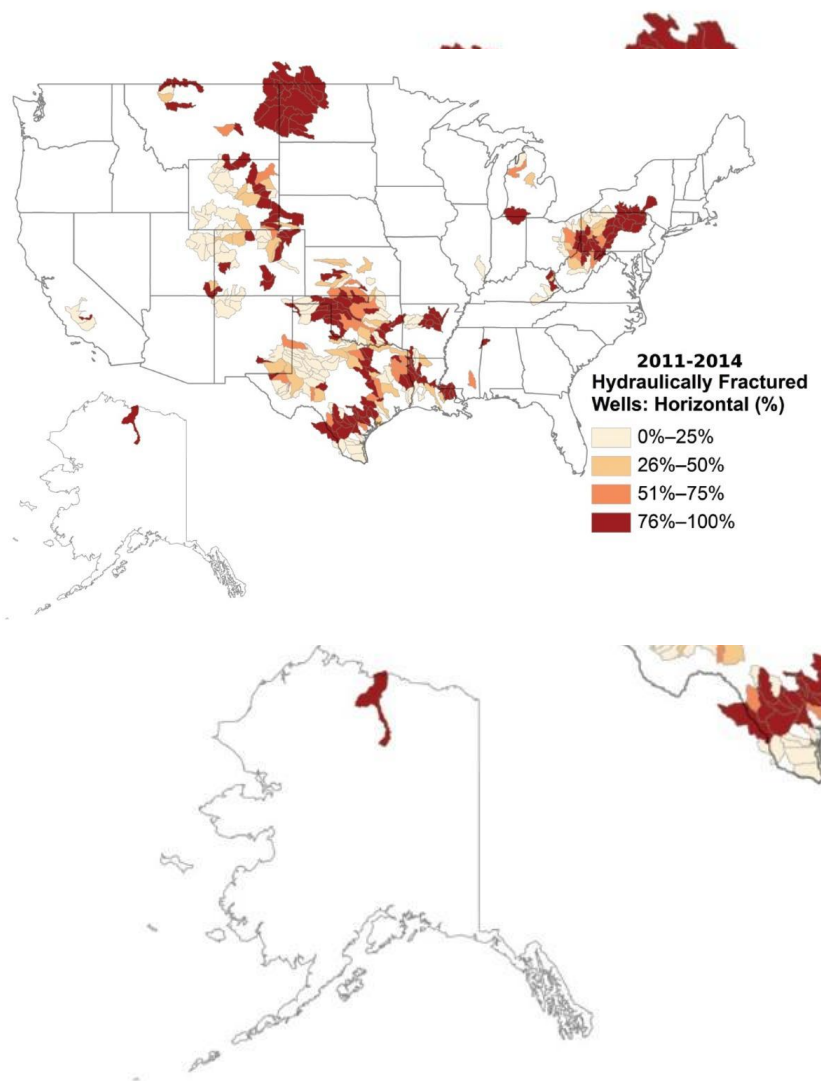 2011-2014
Hydraulically Fractured
Wells: Horizontal (%)
0%–25%
26%–50%
51%–75%
76%–100%